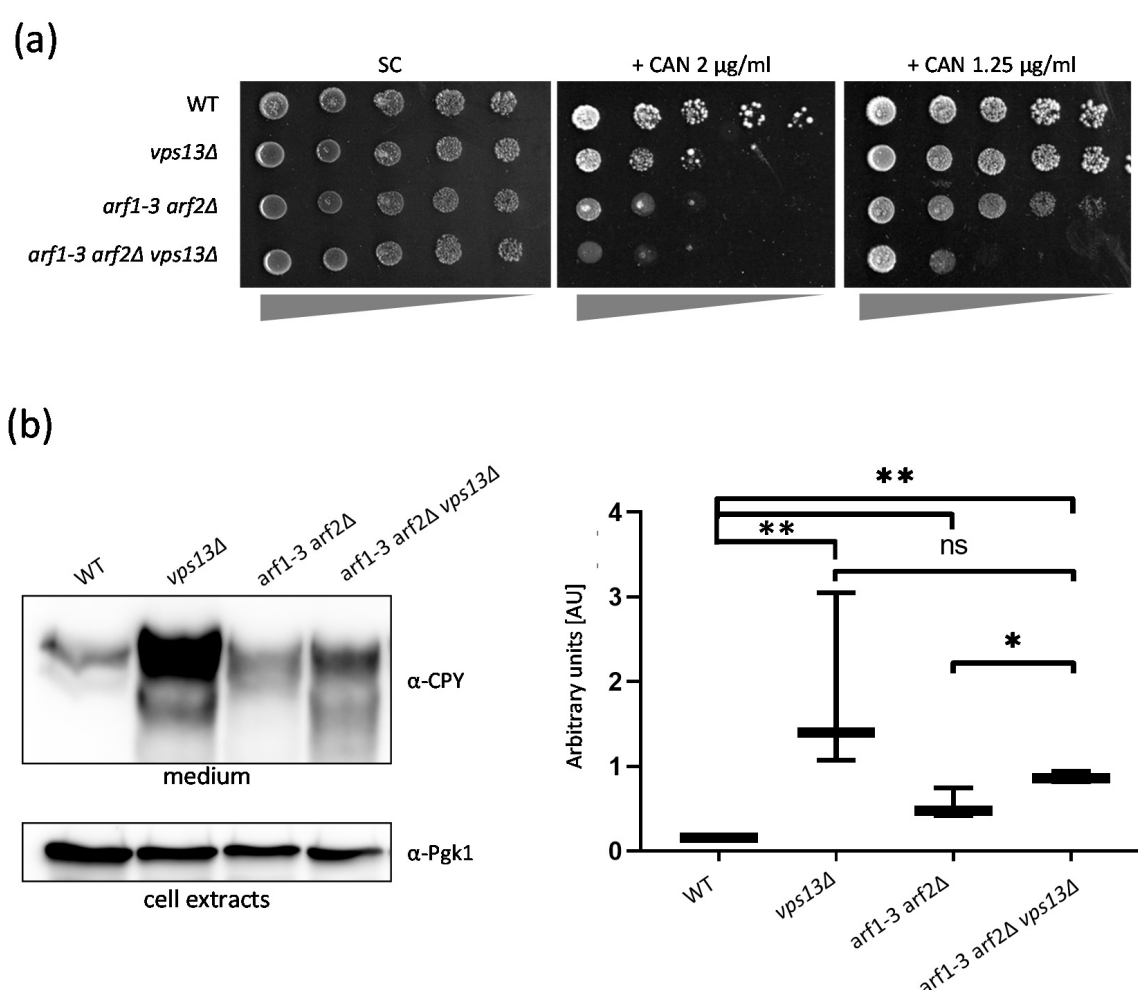 (a)
SC
+ CAN 2 µg/ml
+ CAN 1.25 µg/ml
WT
vps13Δ
arf1-3 arf2Δ
arf1-3 arf2Δ vps13Δ
(b)
WT
vps13Δ
arf1-3 arf2Δ
arf1-3 arf2Δ vps13Δ
α-CPY
medium
α-Pgk1
cell extracts
Arbitrary units [AU]
4
3
2
1
0
**
**
ns
*
WT
vps13Δ
arf1-3 arf2Δ
arf1-3 arf2Δ vps13Δ